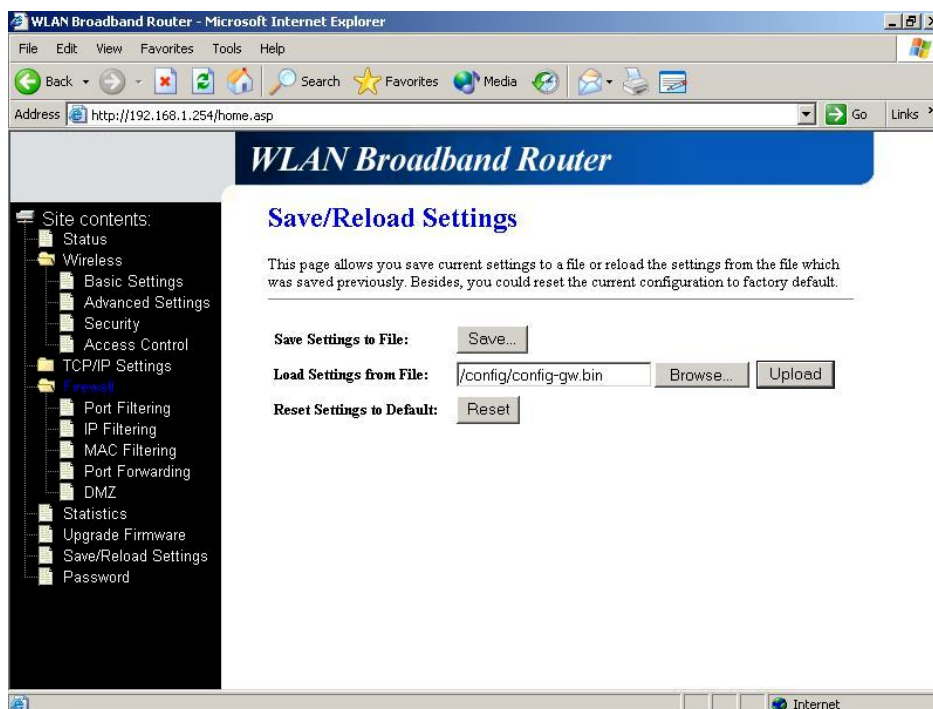 WLAN Broadband Router - Microsoft Internet Explorer
File Edit View Favorites Tools Help
Back Search Favorites Media
Address http://192.168.1.254/home.asp Go Links
WLAN Broadband Router
Site contents:
Status
Wireless
Basic Settings
Advanced Settings
Security
Access Control
TCP/IP Settings
Firewall
Port Filtering
IP Filtering
MAC Filtering
Port Forwarding
DMZ
Statistics
Upgrade Firmware
Save/Reload Settings
Password
Save/Reload Settings
This page allows you save current settings to a file or reload the settings from the file which
was saved previously. Besides, you could reset the current configuration to factory default.
Save Settings to File: Save...
Load Settings from File: /config/config-gw.bin Browse... Upload
Reset Settings to Default: Reset
Internet